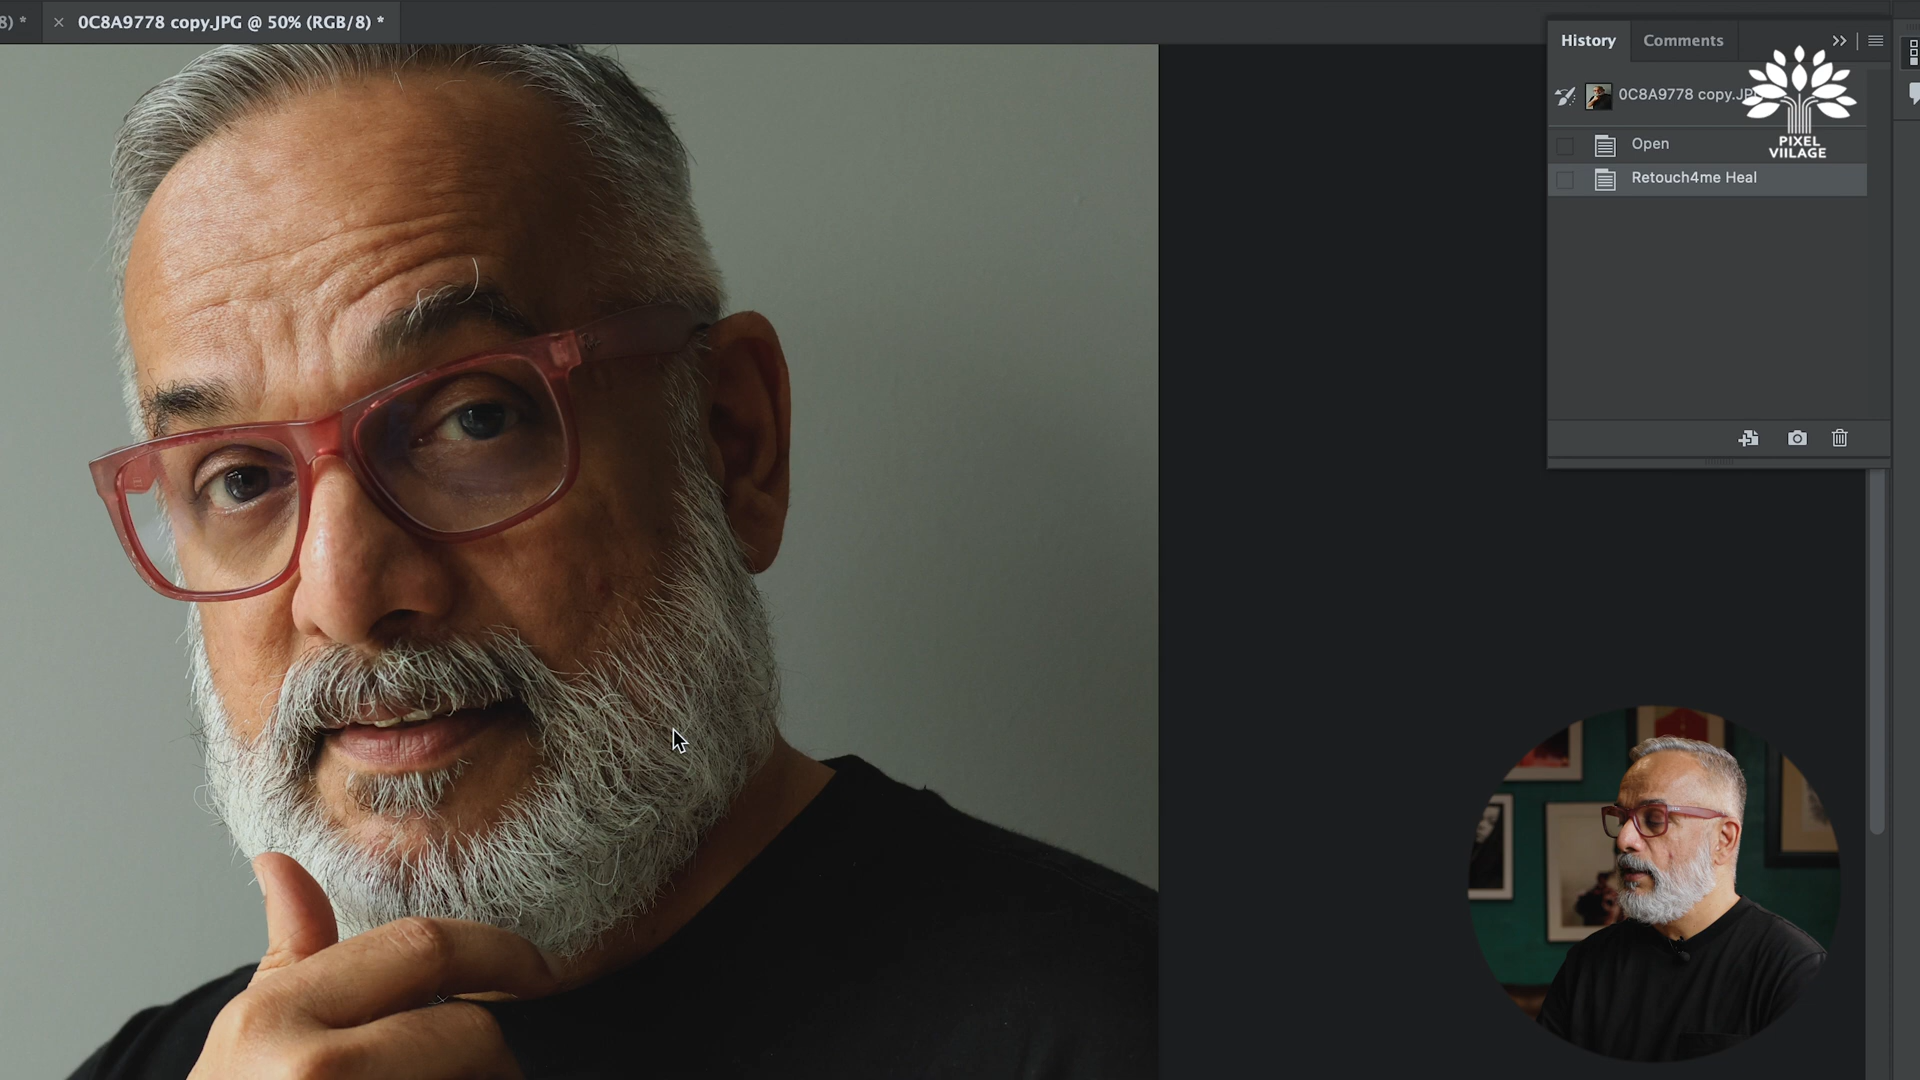 8) *
× 0C8A9778 copy.JPG @ 50% (RGB/8) *
History
Comments
0C8A9778 copy.JP
PIXEL
VIILAGE
Open
Retouch4me Heal